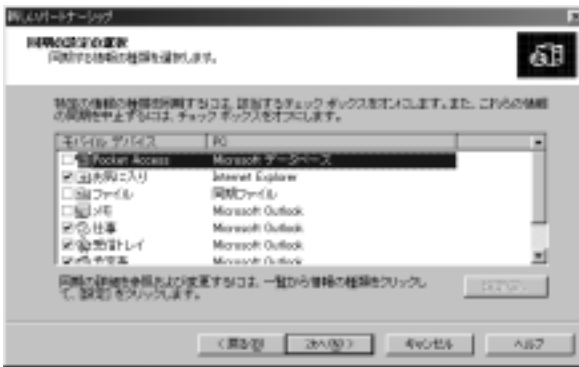 新しいパートナーシップ
同期の設定の選択
同期する情報の種類を選択します。
特定の情報の種類を同期するには、該当するチェック ボックスをオンにします。また、これらの情報
の同期を中止するには、チェック ボックスをオフにします。
モバイル デバイス PC
Pocket Access Microsoft データベース
お気に入り Internet Explorer
ファイル 同期ファイル
メモ Microsoft Outlook
仕事 Microsoft Outlook
受信トレイ Microsoft Outlook
予定表 Microsoft Outlook
同期の詳細を参照および変更するには、一覧から情報の種類をクリックし
て、[設定] をクリックします。
< 戻る(B) 次へ(N) > キャンセル ヘルプ